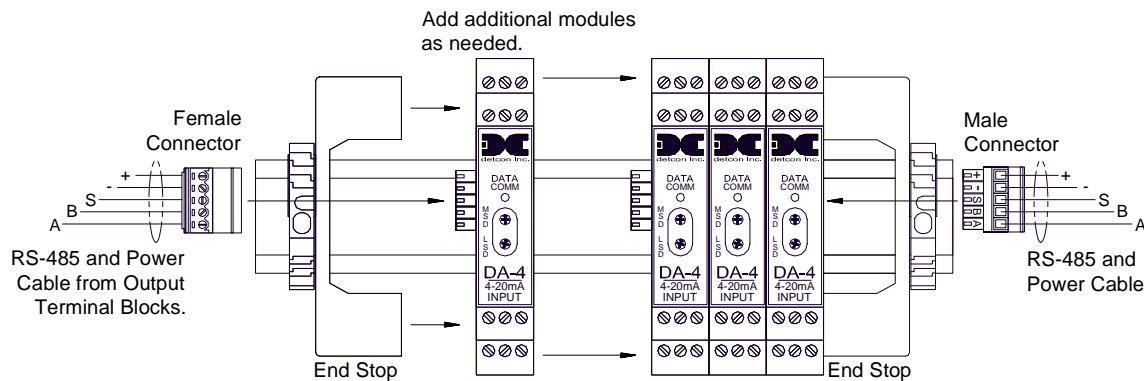 Add additional modules
as needed.
Female
Connector
+
-
S
B
A
RS-485 and Power
Cable from Output
Terminal Blocks.
End Stop
detcon Inc.
DATA
COMM
MSD
LSD
DA-4
4-20mA
INPUT
detcon Inc.
DATA
COMM
MSD
LSD
DA-4
4-20mA
INPUT
detcon Inc.
DATA
COMM
MSD
LSD
DA-4
4-20mA
INPUT
detcon Inc.
DATA
COMM
MSD
LSD
DA-4
4-20mA
INPUT
End Stop
Male
Connector
+
-
S
B
A
+
-
S
B
A
RS-485 and
Power Cable